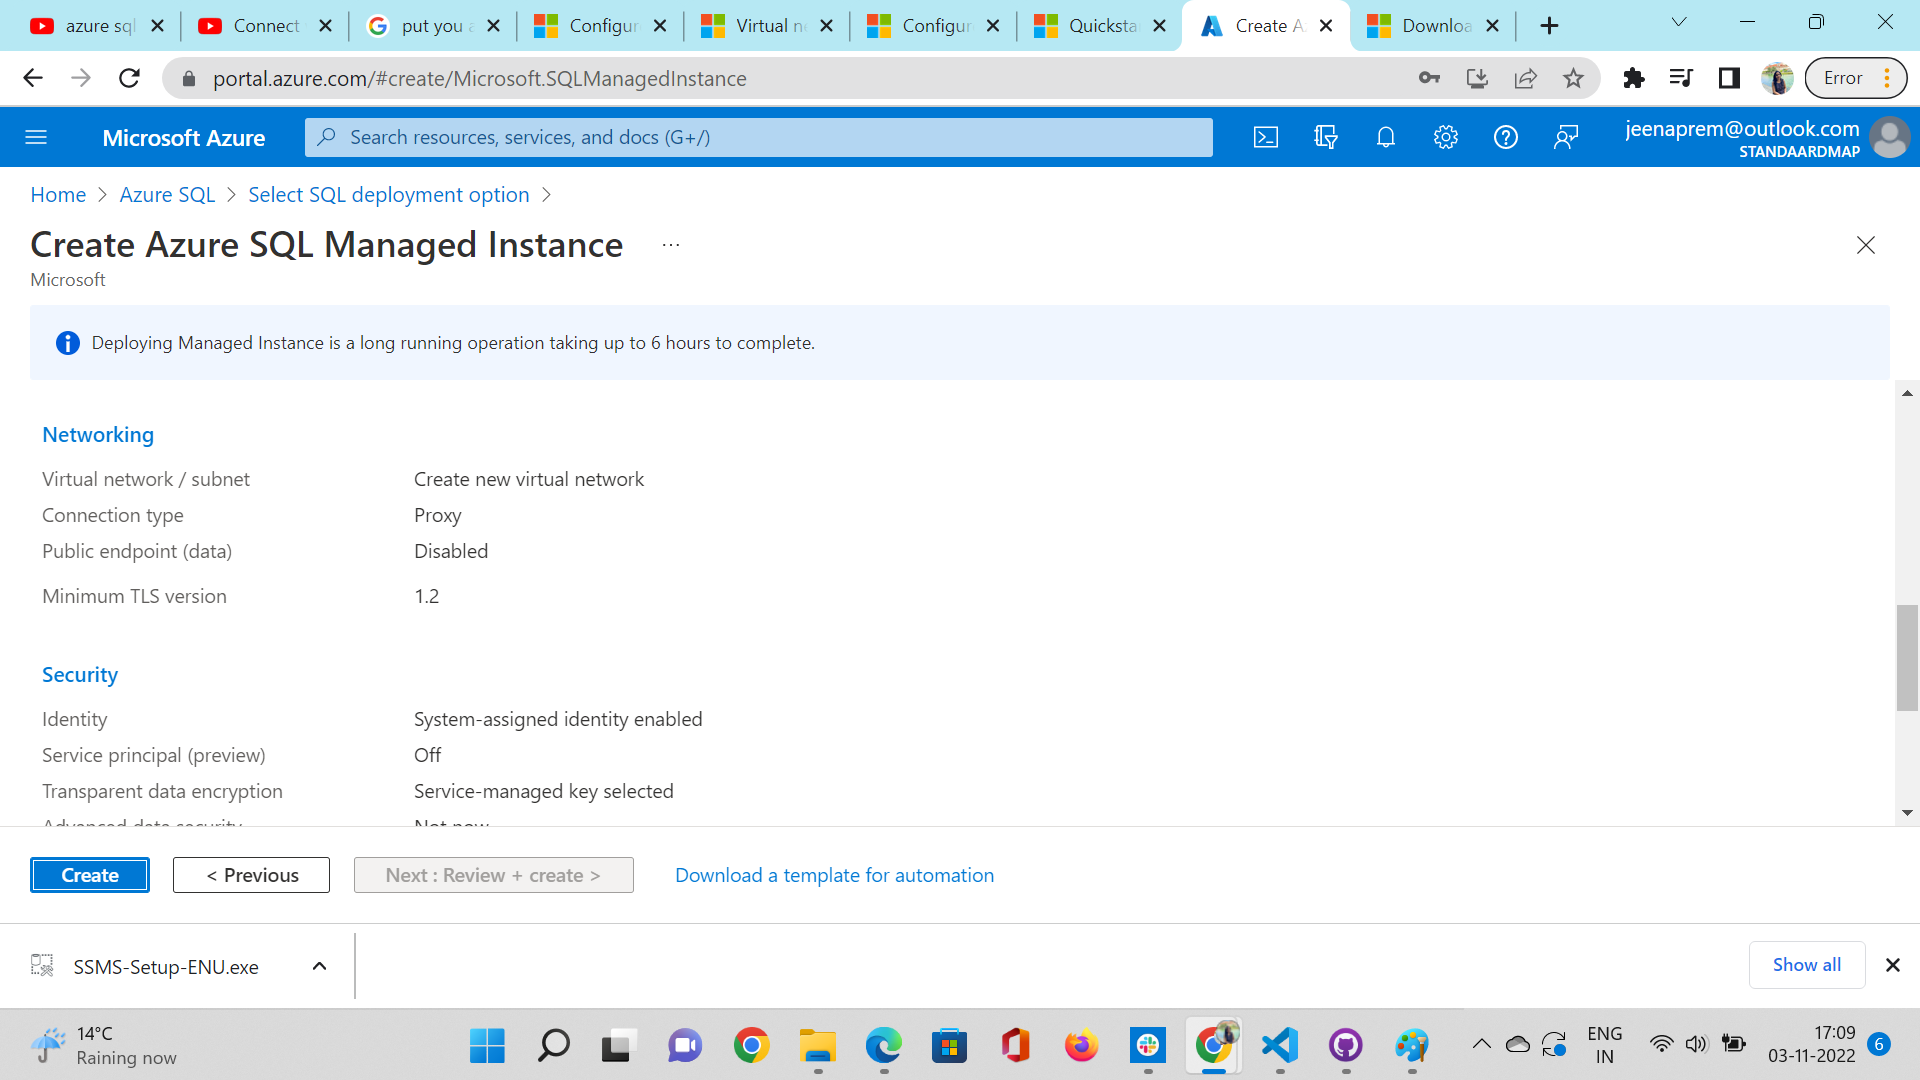 azure sql
Connect
put you a
Configur
Virtual ne
Configur
Quicksta
Create A
Downloa
portal.azure.com/#create/Microsoft.SQLManagedInstance
Error
Microsoft Azure
Search resources, services, and docs (G+/)
jeenaprem@outlook.com
STANDAARDMAP
Home > Azure SQL > Select SQL deployment option >
Create Azure SQL Managed Instance ...
Microsoft
Deploying Managed Instance is a long running operation taking up to 6 hours to complete.
Networking
Virtual network / subnet Create new virtual network
Connection type Proxy
Public endpoint (data) Disabled
Minimum TLS version 1.2
Security
Identity System-assigned identity enabled
Service principal (preview) Off
Transparent data encryption Service-managed key selected
Advanced data security Not now
Create
< Previous
Next : Review + create >
Download a template for automation
SSMS-Setup-ENU.exe
Show all
14°C
Raining now
ENG
IN
17:09
03-11-2022
6